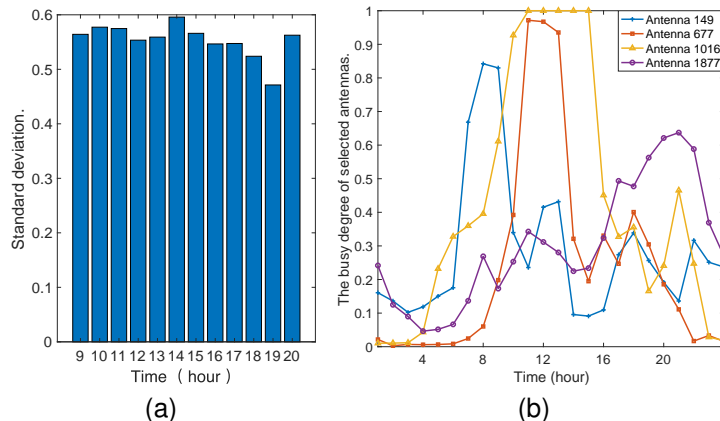 Standard deviation.
0.6
0.5
0.4
0.3
0.2
0.1
0
9 10 11 12 13 14 15 16 17 18 19 20
Time ( hour )
(a)
The busy degree of selected antennas.
1
0.9
0.8
0.7
0.6
0.5
0.4
0.3
0.2
0.1
0
Antenna 149
Antenna 677
Antenna 1016
Antenna 1877
4 8 12 16 20
Time (hour)
(b)